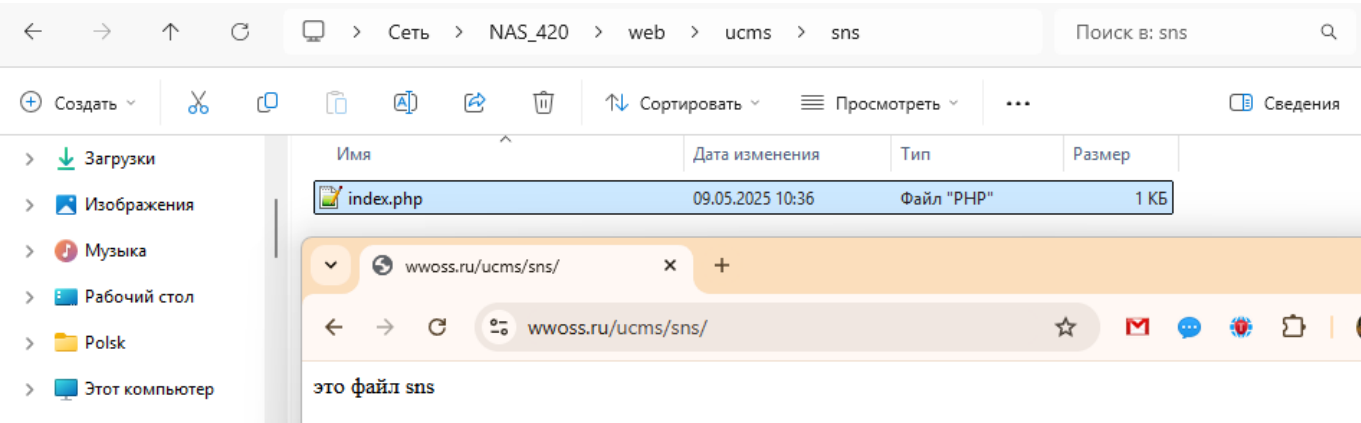 Сеть > NAS_420 > web > ucms > sns
Поиск в: sns
Создать
Сортировать
Просмотреть
...
Сведения
Загрузки
Изображения
Музыка
Рабочий стол
Polsk
Этот компьютер
Имя Дата изменения Тип Размер
index.php 09.05.2025 10:36 Файл "PHP" 1 КБ
wwoss.ru/ucms/sns/
wwoss.ru/ucms/sns/
это файл sns